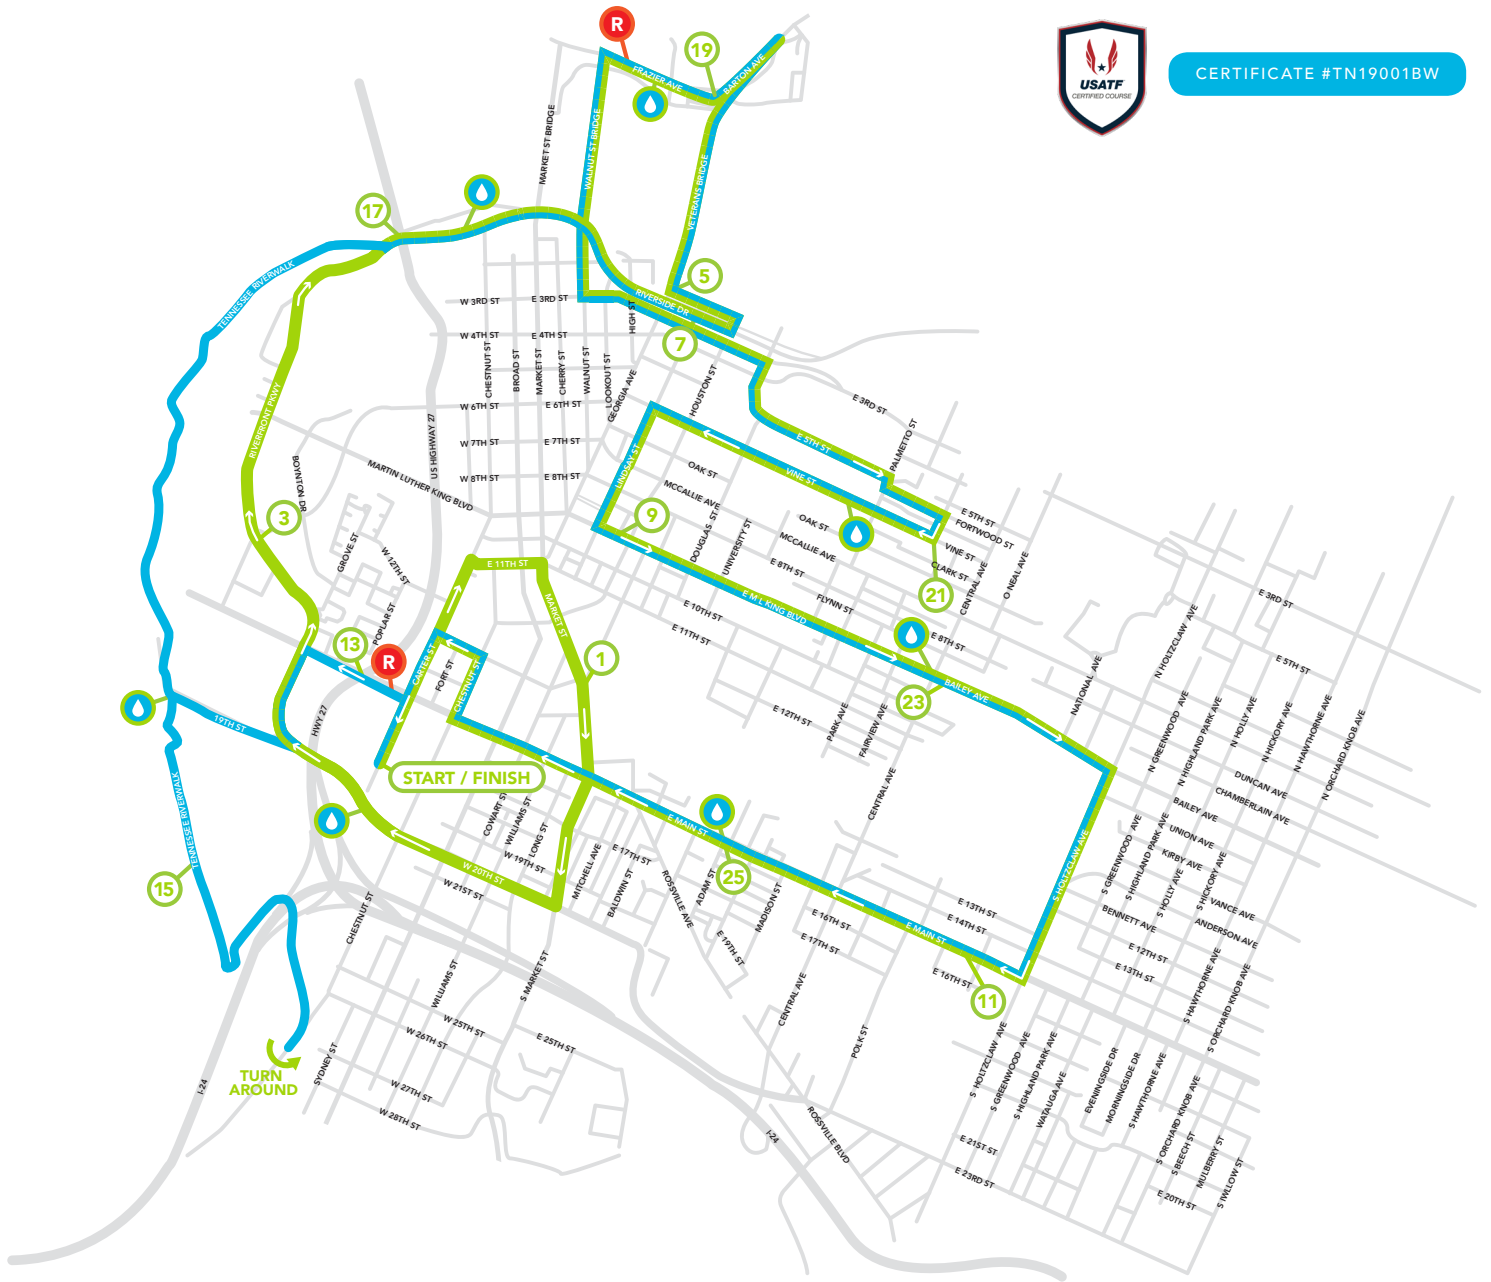 USATF
CERTIFIED COURSE
CERTIFICATE #TN19001BW
R
19
FRAZIER AVE
BARTON AVE
MARKET ST BRIDGE
WALNUT ST BRIDGE
VETERANS BRIDGE
17
5
TENNESSEE RIVERWALK
RIVERSIDE DR
7
W 3RD ST
E 3RD ST
HIGH ST
W 4TH ST
E 4TH ST
CHESTNUT ST
BROAD ST
MARKET ST
CHERRY ST
WALNUT ST
LOOKOUT ST
GEORGIA AVE
HOUSTON ST
E 3RD ST
PALMETTO ST
W 6TH ST
E 6TH ST
W 7TH ST
E 7TH ST
W 8TH ST
E 8TH ST
US HIGHWAY 27
RIVERFRONT PKWY
BOYNTON DR
MARTIN LUTHER KING BLVD
E 5TH ST
LINDSAY ST
VINE ST
OAK ST
MCCALLIE AVE
DOUGLAS ST
UNIVERSITY ST
OAK ST
MCCALLIE AVE
E 8TH ST
FLYNN ST
E 5TH ST
FORTWOOD ST
VINE ST
CLARK ST
CENTRAL AVE
O NEAL AVE
3
9
21
GROVE ST
W 12TH ST
POPLAR ST
E 11TH ST
MARKET ST
E M L KING BLVD
E 10TH ST
E 11TH ST
E 8TH ST
E 3RD ST
N HOLTZCLAW AVE
E 5TH ST
13
R
CARTER ST
FORT ST
CHESTNUT ST
1
23
BAILEY AVE
NATIONAL AVE
E 12TH ST
PARK AVE
FAIRVIEW AVE
CENTRAL AVE
N GREENWOOD AVE
N HIGHLAND PARK AVE
N HOLLY AVE
N HICKORY AVE
N HAWTHORNE AVE
N ORCHARD KNOB AVE
19TH ST
HWY 27
START / FINISH
DUNCAN AVE
CHAMBERLAIN AVE
BAILEY AVE
UNION AVE
KIRBY AVE
VANCE AVE
ANDERSON AVE
BENNETT AVE
E 12TH ST
E 13TH ST
S HOLTZCLAW AVE
S GREENWOOD AVE
S HIGHLAND PARK AVE
S HOLLY AVE
S HICKORY AVE
S HAWTHORNE AVE
S ORCHARD KNOB AVE
TENNESSEE RIVERWALK
15
COWART ST
WILLIAMS ST
LONG ST
W 19TH ST
W 20TH ST
W 21ST ST
MITCHELL AVE
BALDWIN ST
E 17TH ST
ROSSVILLE AVE
ADAM ST
E MAIN ST
25
MADISON ST
E 19TH ST
E 16TH ST
E 17TH ST
E 13TH ST
E 14TH ST
E MAIN ST
E 16TH ST
11
CHESTNUT ST
WILLIAMS ST
S MARKET ST
CENTRAL AVE
POLK ST
W 25TH ST
W 26TH ST
E 25TH ST
W 27TH ST
W 28TH ST
SYDNEY ST
TURN
AROUND
I-24
I-24
ROSSVILLE BLVD
S HOLTZCLAW AVE
S GREENWOOD AVE
S HIGHLAND PARK AVE
WATAUGA AVE
EVENINGSIDE DR
MORNINGSIDE DR
S HAWTHORNE AVE
S ORCHARD KNOB AVE
S BEECH ST
MULBERRY ST
S IWLLOW ST
E 21ST ST
E 23RD ST
E 20TH ST